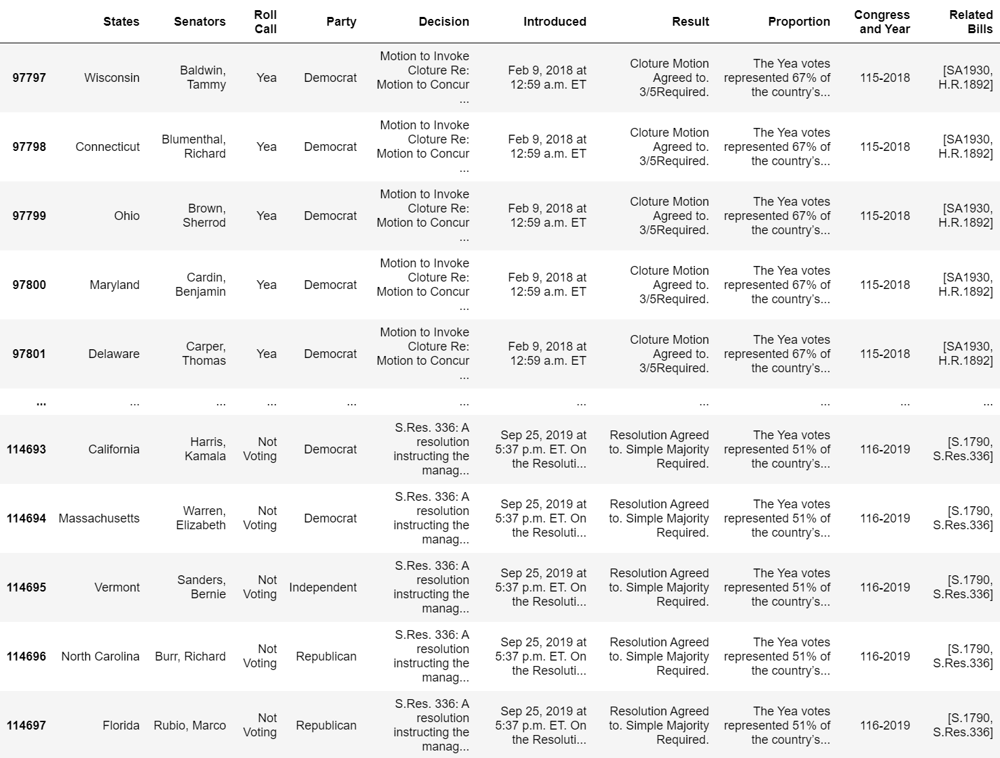 States Senators Roll Call Party Decision Introduced Result Proportion Congress and Year Related Bills
97797 Wisconsin Baldwin, Tammy Yea Democrat Motion to Invoke Cloture Re: Motion to Concur ... Feb 9, 2018 at 12:59 a.m. ET Cloture Motion Agreed to. 3/5Required. The Yea votes represented 67% of the country’s... 115-2018 [SA1930, H.R.1892]
97798 Connecticut Blumenthal, Richard Yea Democrat Motion to Invoke Cloture Re: Motion to Concur ... Feb 9, 2018 at 12:59 a.m. ET Cloture Motion Agreed to. 3/5Required. The Yea votes represented 67% of the country’s... 115-2018 [SA1930, H.R.1892]
97799 Ohio Brown, Sherrod Yea Democrat Motion to Invoke Cloture Re: Motion to Concur ... Feb 9, 2018 at 12:59 a.m. ET Cloture Motion Agreed to. 3/5Required. The Yea votes represented 67% of the country’s... 115-2018 [SA1930, H.R.1892]
97800 Maryland Cardin, Benjamin Yea Democrat Motion to Invoke Cloture Re: Motion to Concur ... Feb 9, 2018 at 12:59 a.m. ET Cloture Motion Agreed to. 3/5Required. The Yea votes represented 67% of the country’s... 115-2018 [SA1930, H.R.1892]
97801 Delaware Carper, Thomas Yea Democrat Motion to Invoke Cloture Re: Motion to Concur ... Feb 9, 2018 at 12:59 a.m. ET Cloture Motion Agreed to. 3/5Required. The Yea votes represented 67% of the country’s... 115-2018 [SA1930, H.R.1892]
... ... ... ... ... ... ... ... ... ... ...
114693 California Harris, Kamala Not Voting Democrat S.Res. 336: A resolution instructing the manag... Sep 25, 2019 at 5:37 p.m. ET. On the Resoluti... Resolution Agreed to. Simple Majority Required. The Yea votes represented 51% of the country’s... 116-2019 [S.1790, S.Res.336]
114694 Massachusetts Warren, Elizabeth Not Voting Democrat S.Res. 336: A resolution instructing the manag... Sep 25, 2019 at 5:37 p.m. ET. On the Resoluti... Resolution Agreed to. Simple Majority Required. The Yea votes represented 51% of the country’s... 116-2019 [S.1790, S.Res.336]
114695 Vermont Sanders, Bernie Not Voting Independent S.Res. 336: A resolution instructing the manag... Sep 25, 2019 at 5:37 p.m. ET. On the Resoluti... Resolution Agreed to. Simple Majority Required. The Yea votes represented 51% of the country’s... 116-2019 [S.1790, S.Res.336]
114696 North Carolina Burr, Richard Not Voting Republican S.Res. 336: A resolution instructing the manag... Sep 25, 2019 at 5:37 p.m. ET. On the Resoluti... Resolution Agreed to. Simple Majority Required. The Yea votes represented 51% of the country’s... 116-2019 [S.1790, S.Res.336]
114697 Florida Rubio, Marco Not Voting Republican S.Res. 336: A resolution instructing the manag... Sep 25, 2019 at 5:37 p.m. ET. On the Resoluti... Resolution Agreed to. Simple Majority Required. The Yea votes represented 51% of the country’s... 116-2019 [S.1790, S.Res.336]